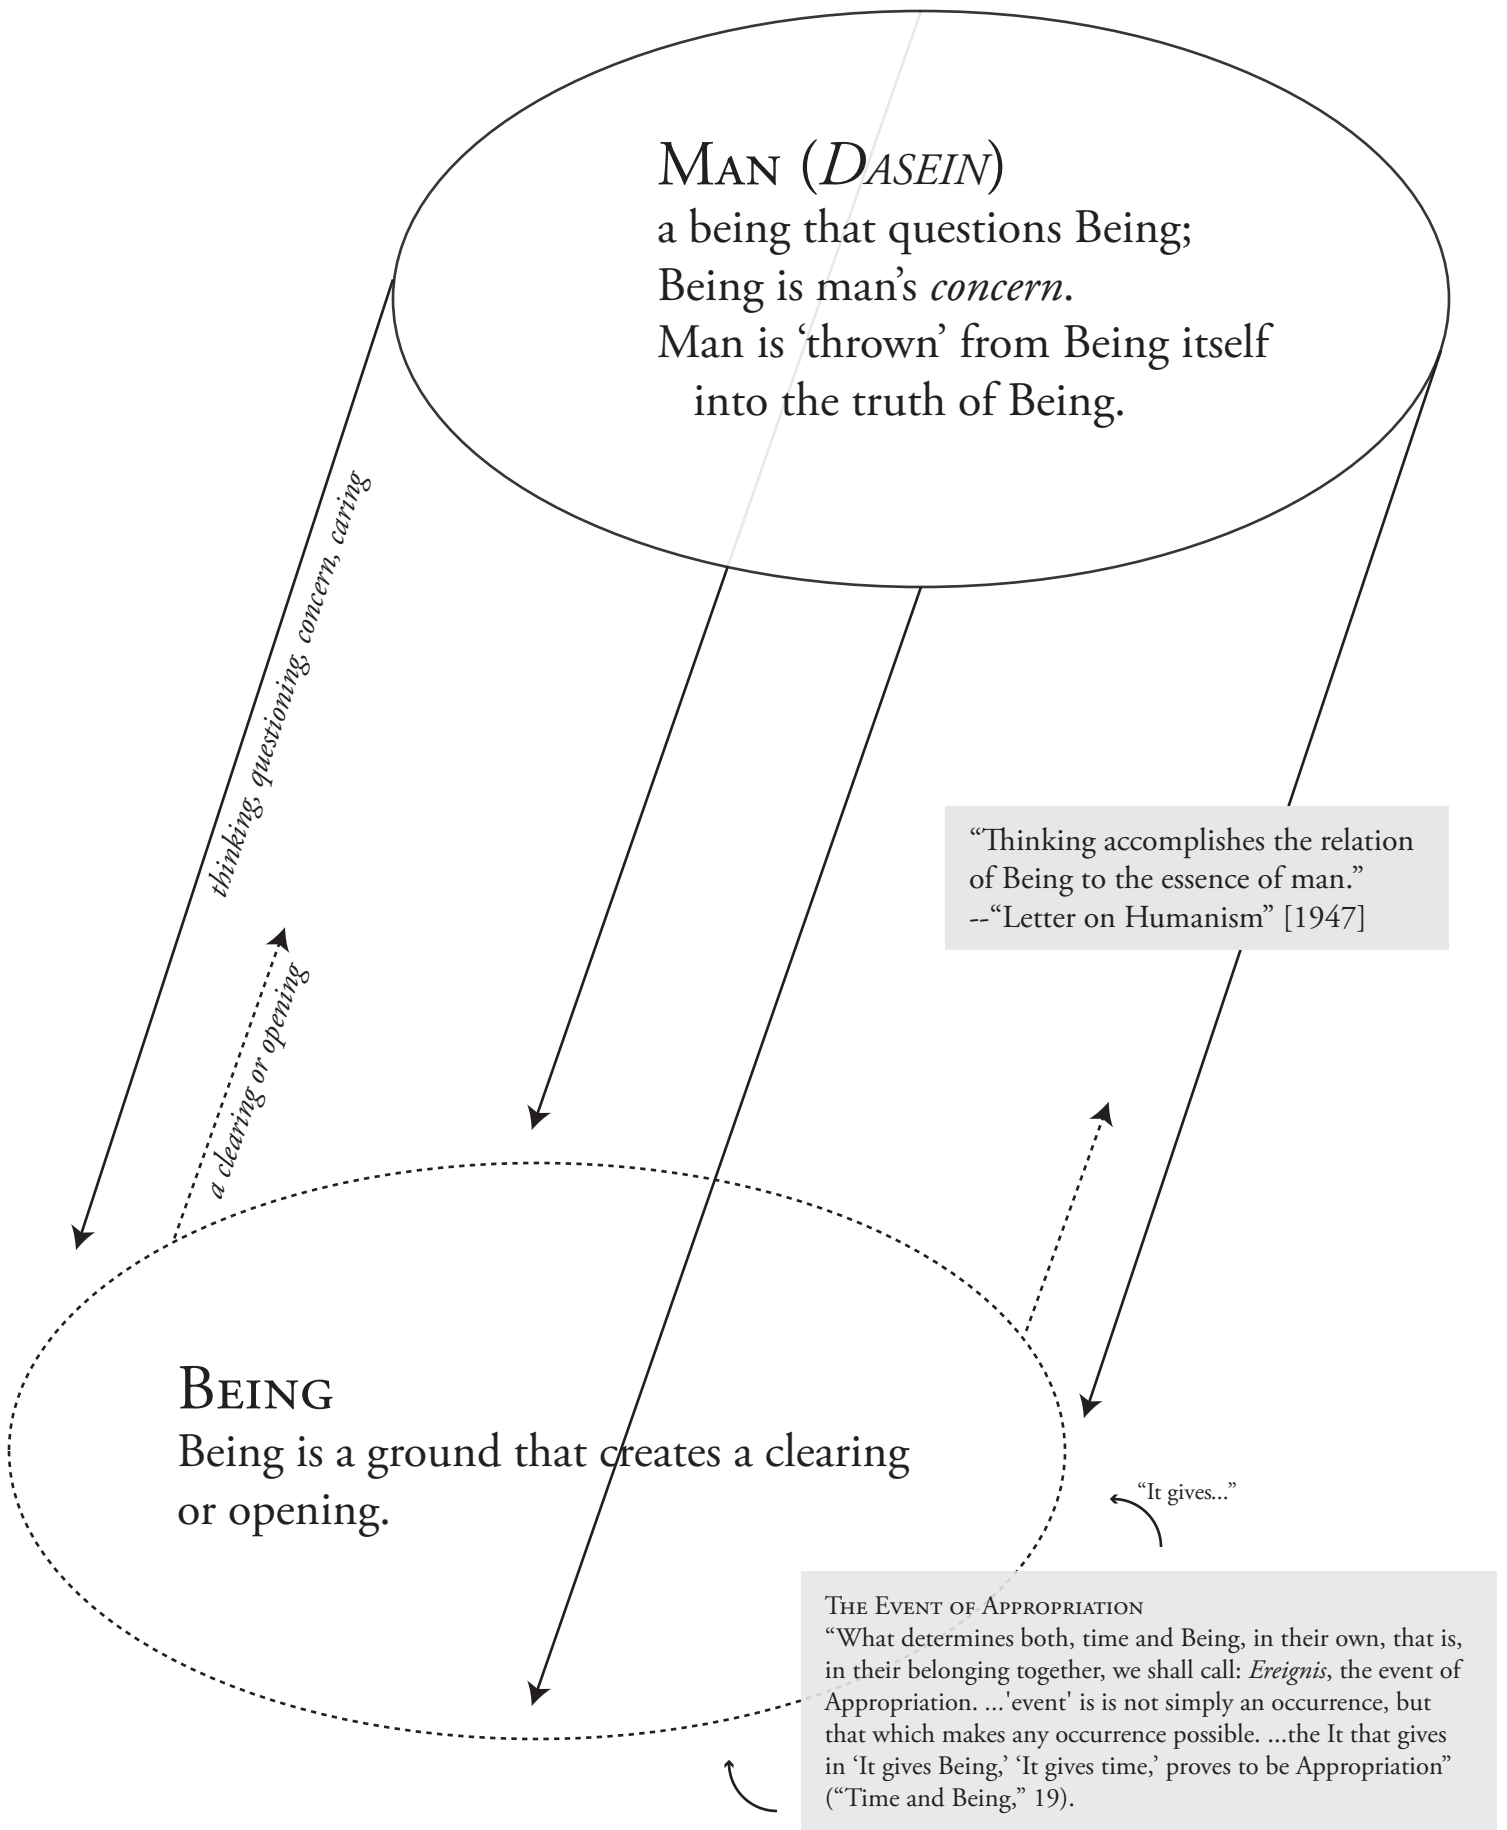 MAN (DASEIN)
a being that questions Being;
Being is man’s concern.
Man is ‘thrown’ from Being itself
into the truth of Being.
thinking, questioning, concern, caring
“Thinking accomplishes the relation
of Being to the essence of man.”
--“Letter on Humanism” [1947]
a clearing or opening
BEING
Being is a ground that creates a clearing
or opening.
“It gives...”
THE EVENT OF APPROPRIATION
“What determines both, time and Being, in their own, that is,
in their belonging together, we shall call: Ereignis, the event of
Appropriation. ...'event' is is not simply an occurrence, but
that which makes any occurrence possible. ...the It that gives
in ‘It gives Being,’ ‘It gives time,’ proves to be Appropriation”
(“Time and Being,” 19).